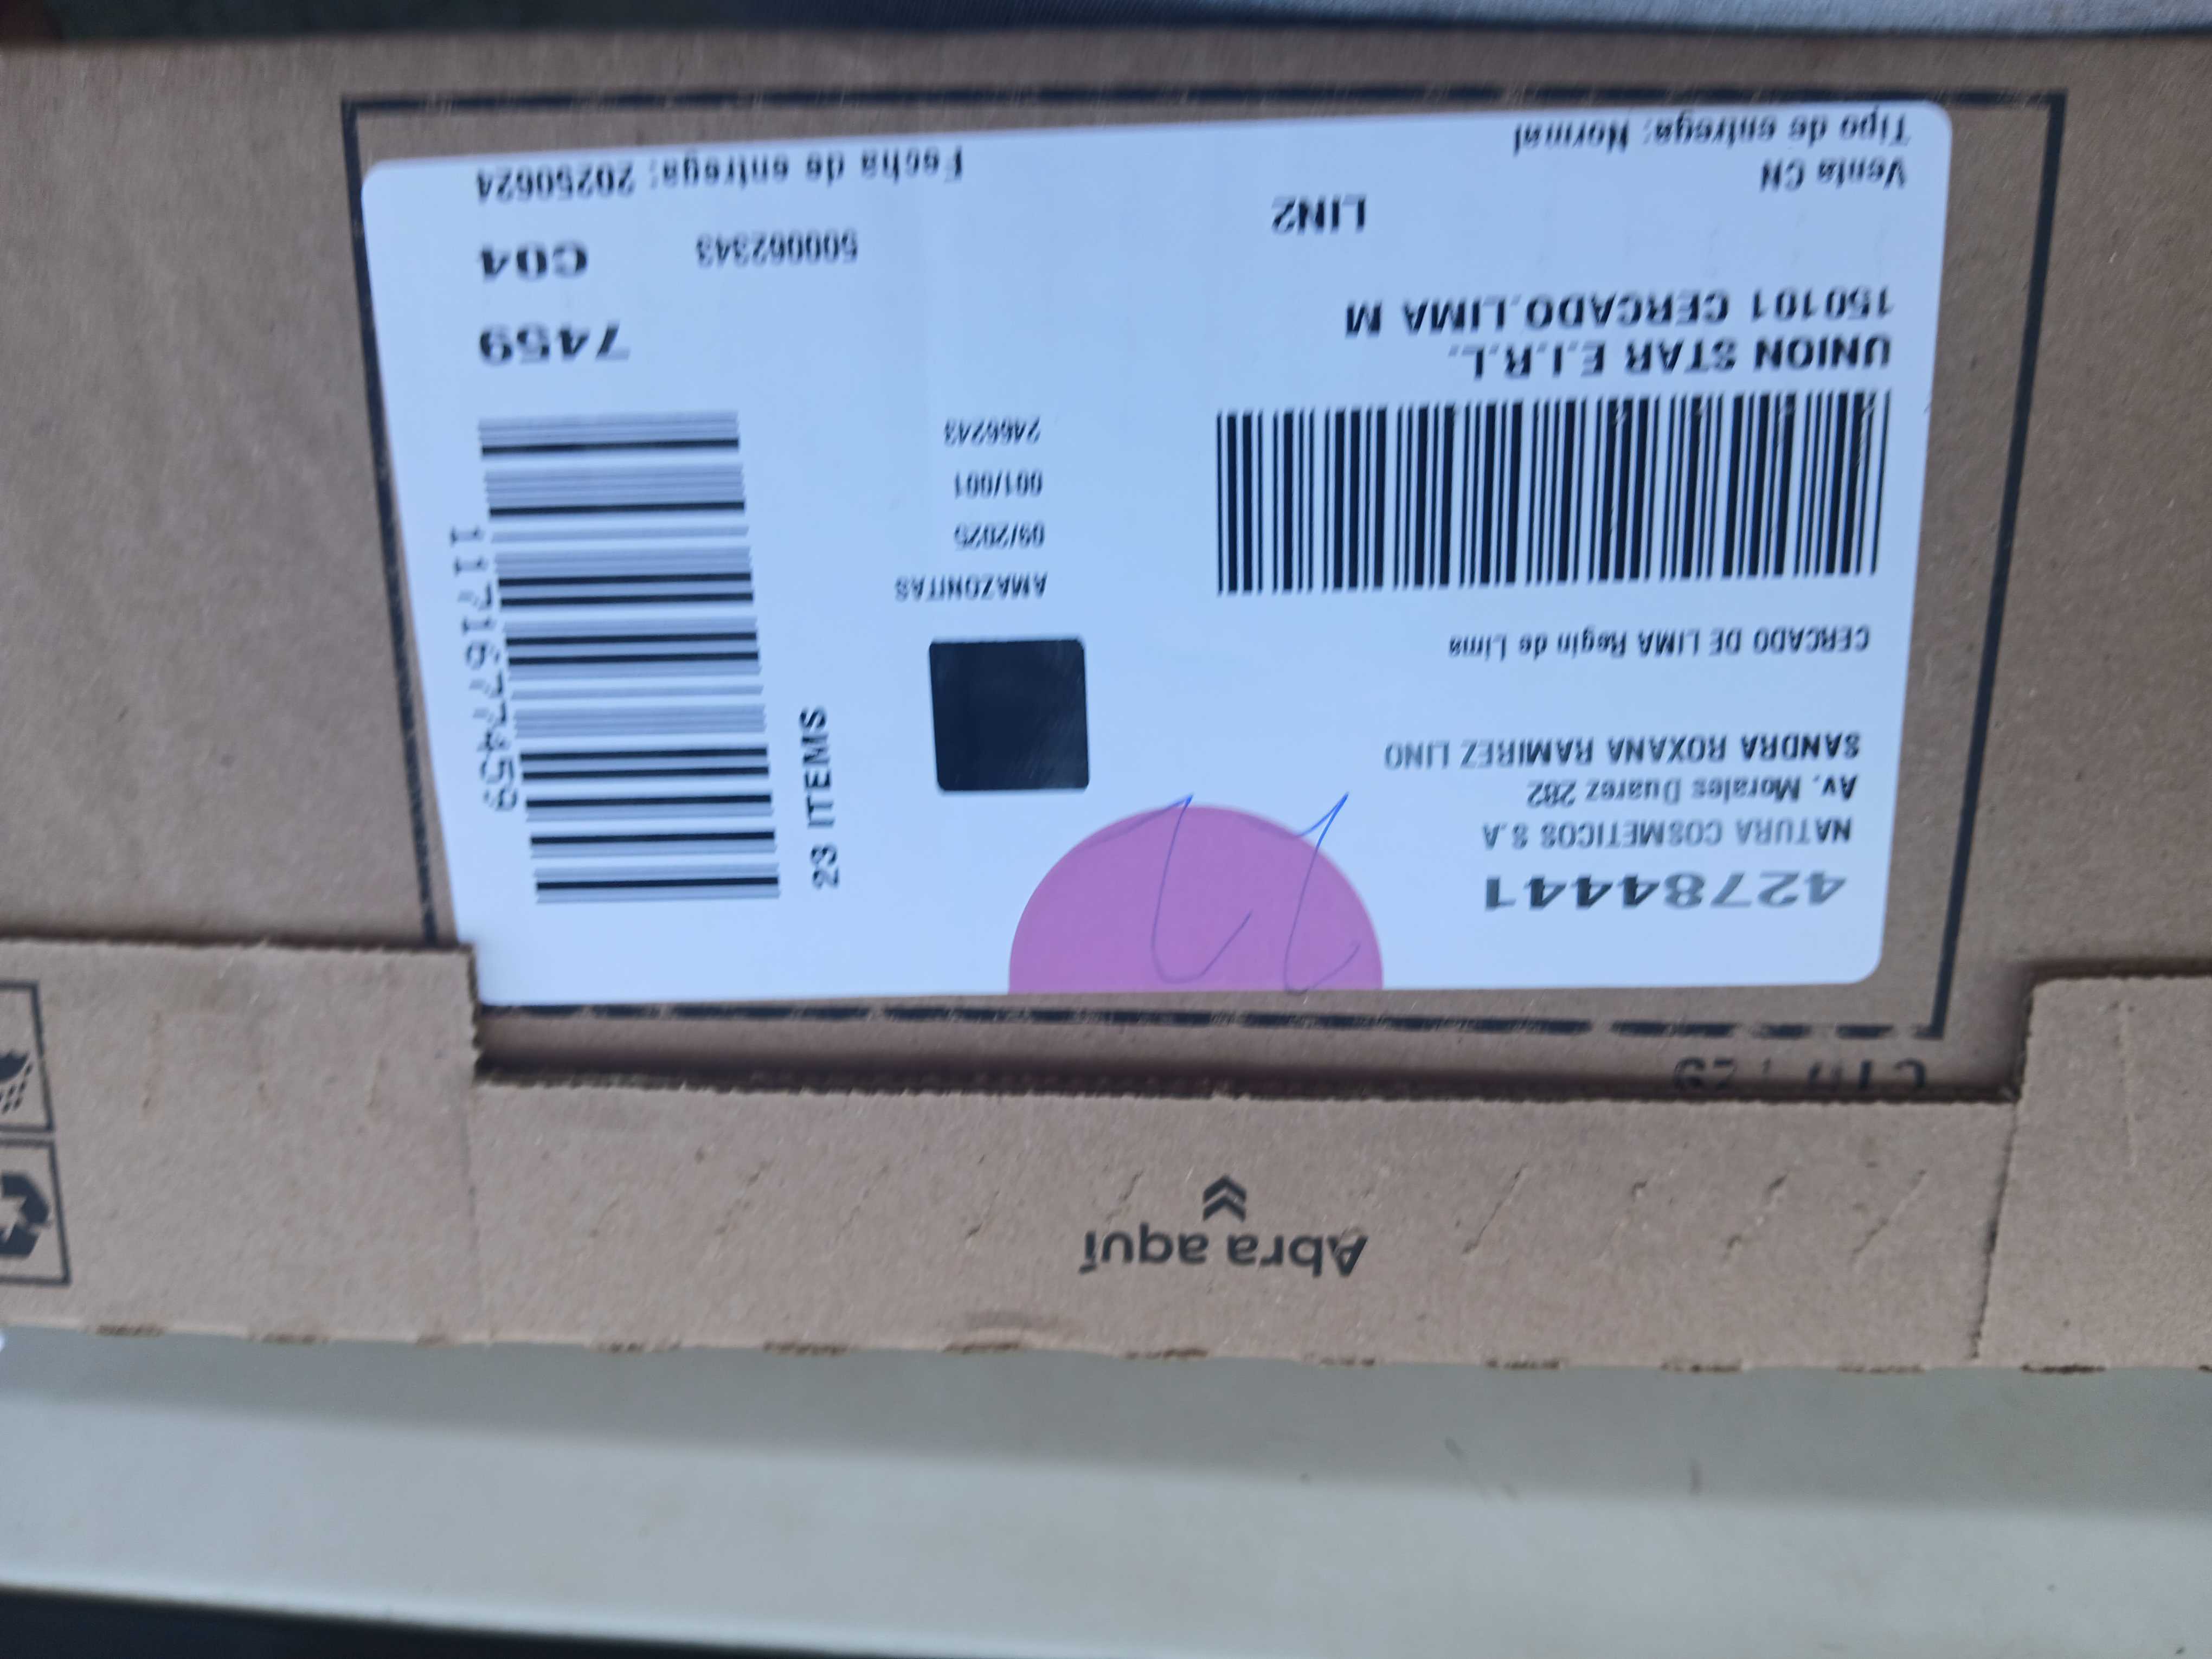 42784441
NATURA COSMETICOS S.A
Av. Morales Duarez 282
SANDRA ROXANA RAMIREZ LINO
CERCADO DE LIMA Regin de Lima
UNION STAR E.I.R.L.
150101 CERCADO.LIMA M
LIN2
Venta CN
Tipo de entrega: Normal
AMAZONITAS
09/2025
001/001
2466243
23 ITEMS
11716777459
7459
500062343
C04
Fecha de entrega: 20250624
Abra aquí